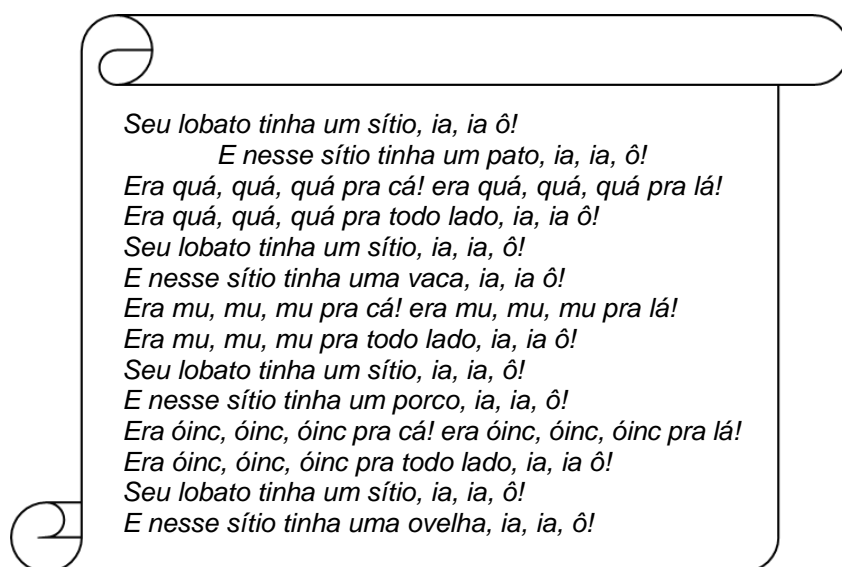 Seu lobato tinha um sítio, ia, ia ô!
E nesse sítio tinha um pato, ia, ia, ô!
Era quá, quá, quá pra cá! era quá, quá, quá pra lá!
Era quá, quá, quá pra todo lado, ia, ia ô!
Seu lobato tinha um sítio, ia, ia, ô!
E nesse sítio tinha uma vaca, ia, ia ô!
Era mu, mu, mu pra cá! era mu, mu, mu pra lá!
Era mu, mu, mu pra todo lado, ia, ia ô!
Seu lobato tinha um sítio, ia, ia, ô!
E nesse sítio tinha um porco, ia, ia, ô!
Era óinc, óinc, óinc pra cá! era óinc, óinc, óinc pra lá!
Era óinc, óinc, óinc pra todo lado, ia, ia ô!
Seu lobato tinha um sítio, ia, ia, ô!
E nesse sítio tinha uma ovelha, ia, ia, ô!